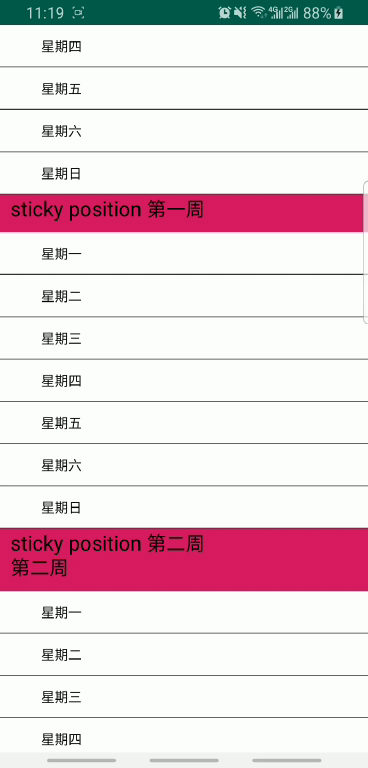 11:19 4G 2G 88%
星期四
星期五
星期六
星期日
sticky position 第一周
星期一
星期二
星期三
星期四
星期五
星期六
星期日
sticky position 第二周
第二周
星期一
星期二
星期三
星期四